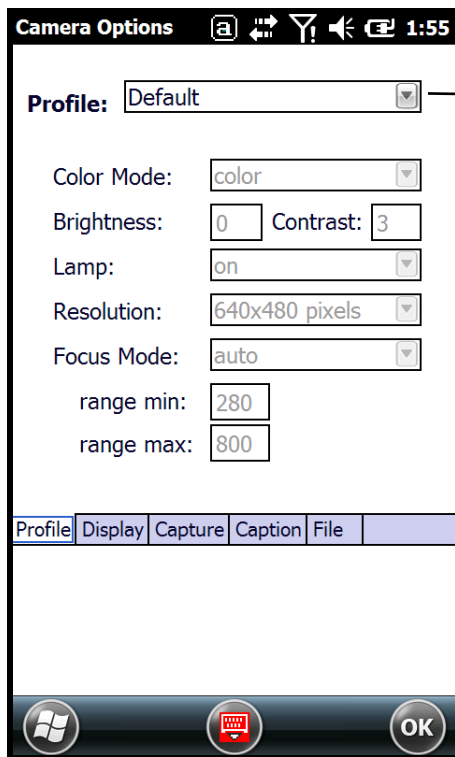 Camera Options a 1:55
Profile: Default
Color Mode: color
Brightness: 0 Contrast: 3
Lamp: on
Resolution: 640x480 pixels
Focus Mode: auto
range min: 280
range max: 800
Profile Display Capture Caption File
OK